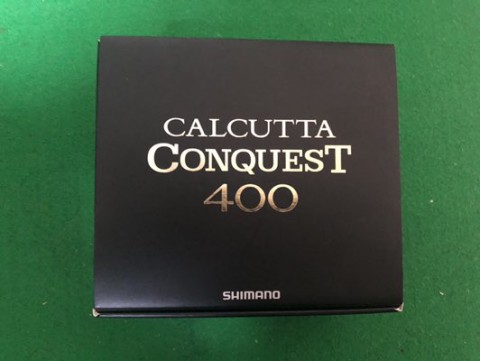 CALCUTTA
CONQUEST
400
SHIMANO